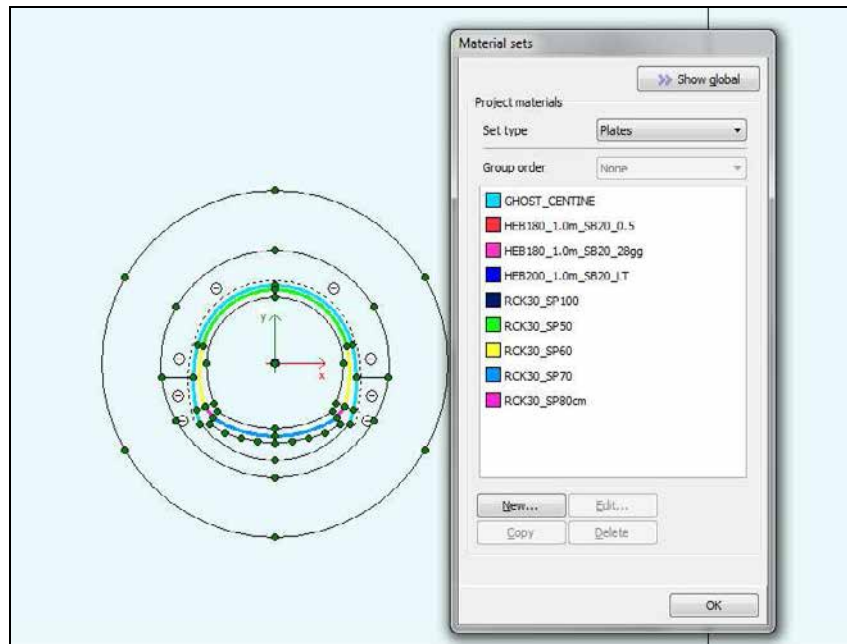 Material sets
Show global
Project materials
Set type Plates
Group order None
GHOST_CENTINE
HEB180_1.0m_SB20_0.5
HEB180_1.0m_SB20_28gg
HEB200_1.0m_SB20_LT
RCK30_SP100
RCK30_SP50
RCK30_SP60
RCK30_SP70
RCK30_SP80cm
New... Edit...
Copy Delete
OK
y
x